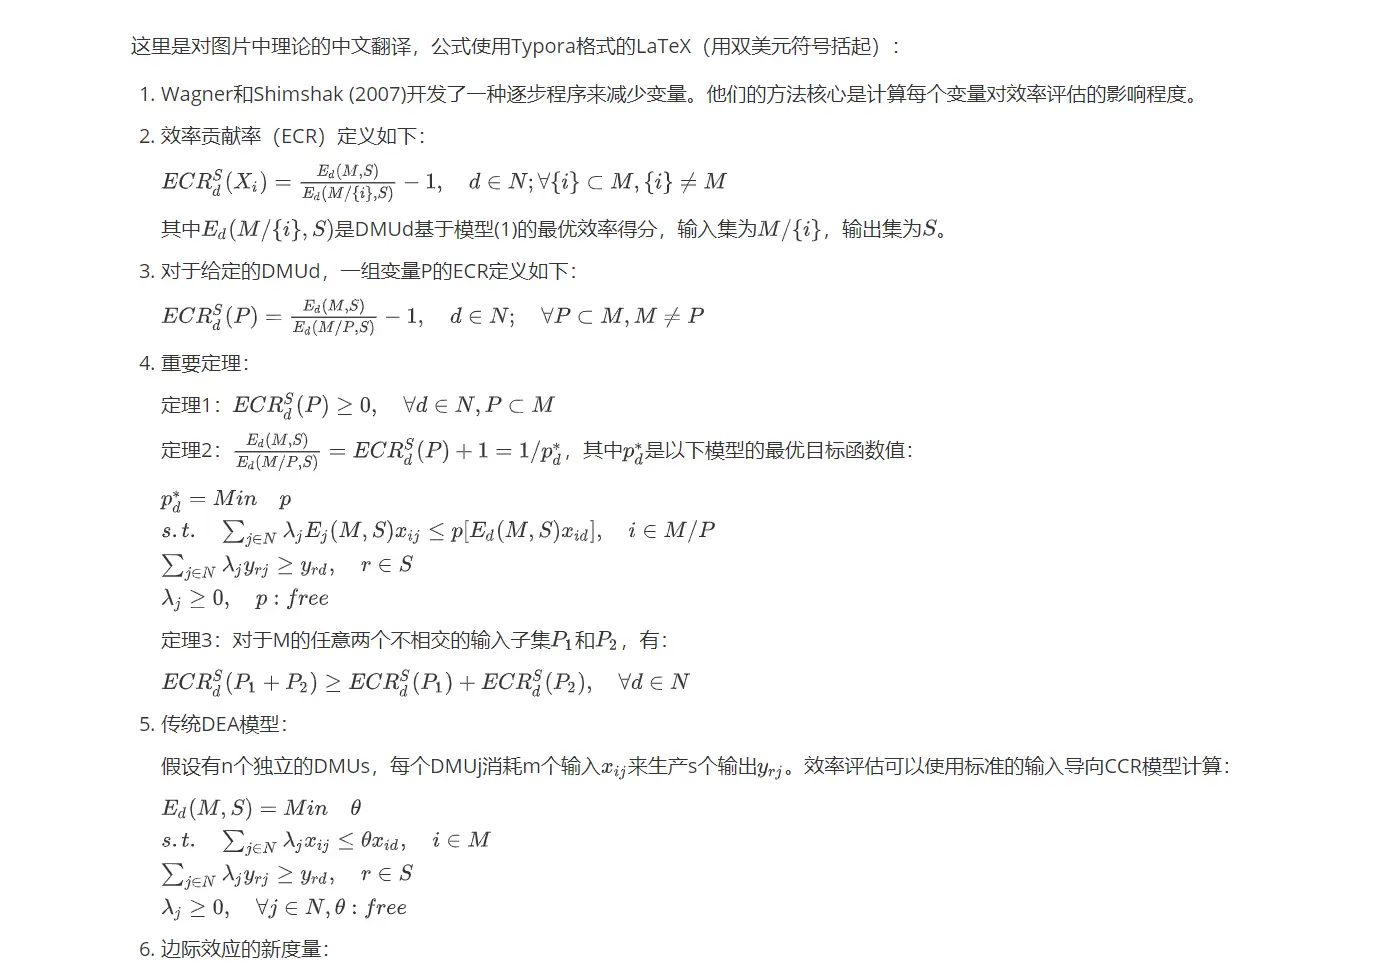 这里是对图片中理论的中文翻译，公式使用Typora格式的LaTeX（用双美元符号括起）：
1. Wagner和Shimshak (2007)开发了一种逐步程序来减少变量。他们的方法核心是计算每个变量对效率评估的影响程度。
2. 效率贡献率（ECR）定义如下：
$ECR_d^S(X_i) = \frac{E_d(M,S)}{E_d(M/\{i\},S)} - 1, \quad d \in N; \forall\{i\} \subset M, \{i\} \neq M$
其中$E_d(M/\{i\}, S)$是DMUd基于模型(1)的最优效率得分，输入集为$M/\{i\}$，输出集为$S$。
3. 对于给定的DMUd，一组变量P的ECR定义如下：
$ECR_d^S(P) = \frac{E_d(M,S)}{E_d(M/P,S)} - 1, \quad d \in N; \quad \forall P \subset M, M \neq P$
4. 重要定理：
定理1：$ECR_d^S(P) \geq 0, \quad \forall d \in N, P \subset M$
定理2：$\frac{E_d(M,S)}{E_d(M/P,S)} = ECR_d^S(P) + 1 = 1/p_d^*$，其中$p_d^*$是以下模型的最优目标函数值：
$p_d^* = Min \quad p$
$s.t. \quad \sum_{j \in N} \lambda_j E_j(M,S) x_{ij} \leq p[E_d(M,S) x_{id}], \quad i \in M/P$
$\sum_{j \in N} \lambda_j y_{rj} \geq y_{rd}, \quad r \in S$
$\lambda_j \geq 0, \quad p : free$
定理3：对于M的任意两个不相交的输入子集$P_1$和$P_2$，有：
$ECR_d^S(P_1 + P_2) \geq ECR_d^S(P_1) + ECR_d^S(P_2), \quad \forall d \in N$
5. 传统DEA模型：
假设有n个独立的DMUs，每个DMUj消耗m个输入$x_{ij}$来生产s个输出$y_{rj}$。效率评估可以使用标准的输入导向CCR模型计算：
$E_d(M,S) = Min \quad \theta$
$s.t. \quad \sum_{j \in N} \lambda_j x_{ij} \leq \theta x_{id}, \quad i \in M$
$\sum_{j \in N} \lambda_j y_{rj} \geq y_{rd}, \quad r \in S$
$\lambda_j \geq 0, \quad \forall j \in N, \theta : free$
6. 边际效应的新度量：